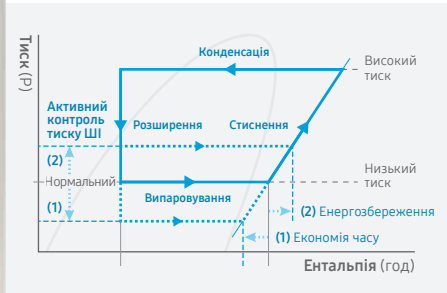 Тиск (P)
Конденсація
Високий
тиск
Активний
контроль
тиску ШІ
Розширення
Стиснення
(2)
Нормальний
Випаровування
Низький
тиск
(1)
(2) Енергозбереження
(1) Економія часу
Ентальпія (год)